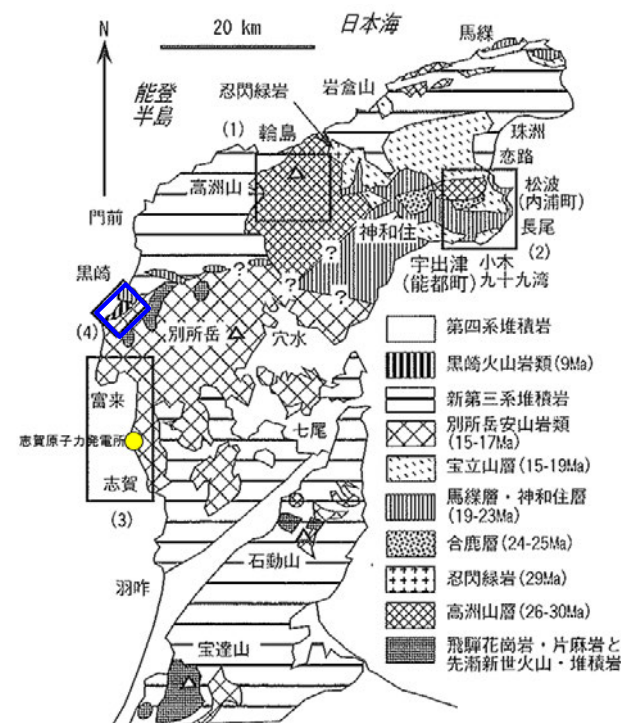 N
20 km
日本海
馬緤
能登
半島
忍閃緑岩
岩倉山
(1)
輪島
珠洲
恋路
高洲山
松波
(内浦町)
門前
神和住
長尾
(2)
?
?
?
?
黒崎
宇出津
(能都町)
小木
九十九湾
(4)
別所岳
穴水
第四系堆積岩
黒崎火山岩類(9Ma)
富来
新第三系堆積岩
七尾
志賀原子力発電所
別所岳安山岩類
(15-17Ma)
志賀
宝立山層(15-19Ma)
(3)
馬緤層・神和住層
(19-23Ma)
石動山
合鹿層(24-25Ma)
羽咋
忍閃緑岩(29Ma)
高洲山層(26-30Ma)
宝達山
飛騨花崗岩・片麻岩と
先漸新世火山・堆積岩